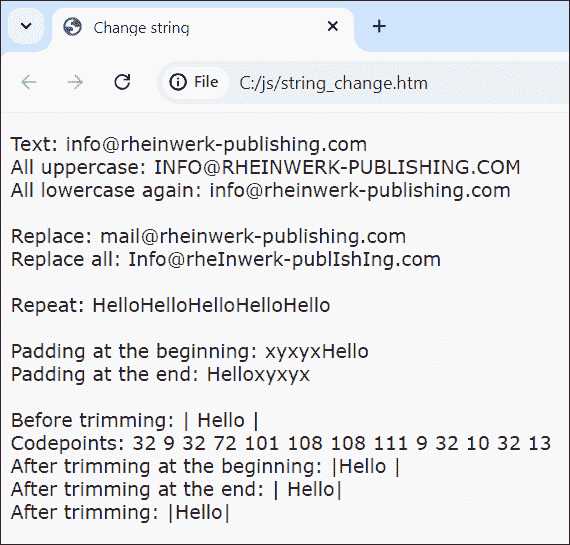 Change string
File C:/js/string_change.htm
Text: info@rheinwerk-publishing.com
All uppercase: INFO@RHEINWERK-PUBLISHING.COM
All lowercase again: info@rheinwerk-publishing.com
Replace: mail@rheinwerk-publishing.com
Replace all: Info@rheInwerk-publIshIng.com
Repeat: HelloHelloHelloHelloHello
Padding at the beginning: xyxyxHello
Padding at the end: Helloxyxyx
Before trimming: | Hello |
Codepoints: 32 9 32 72 101 108 108 111 9 32 10 32 13
After trimming at the beginning: |Hello |
After trimming at the end: | Hello|
After trimming: |Hello|